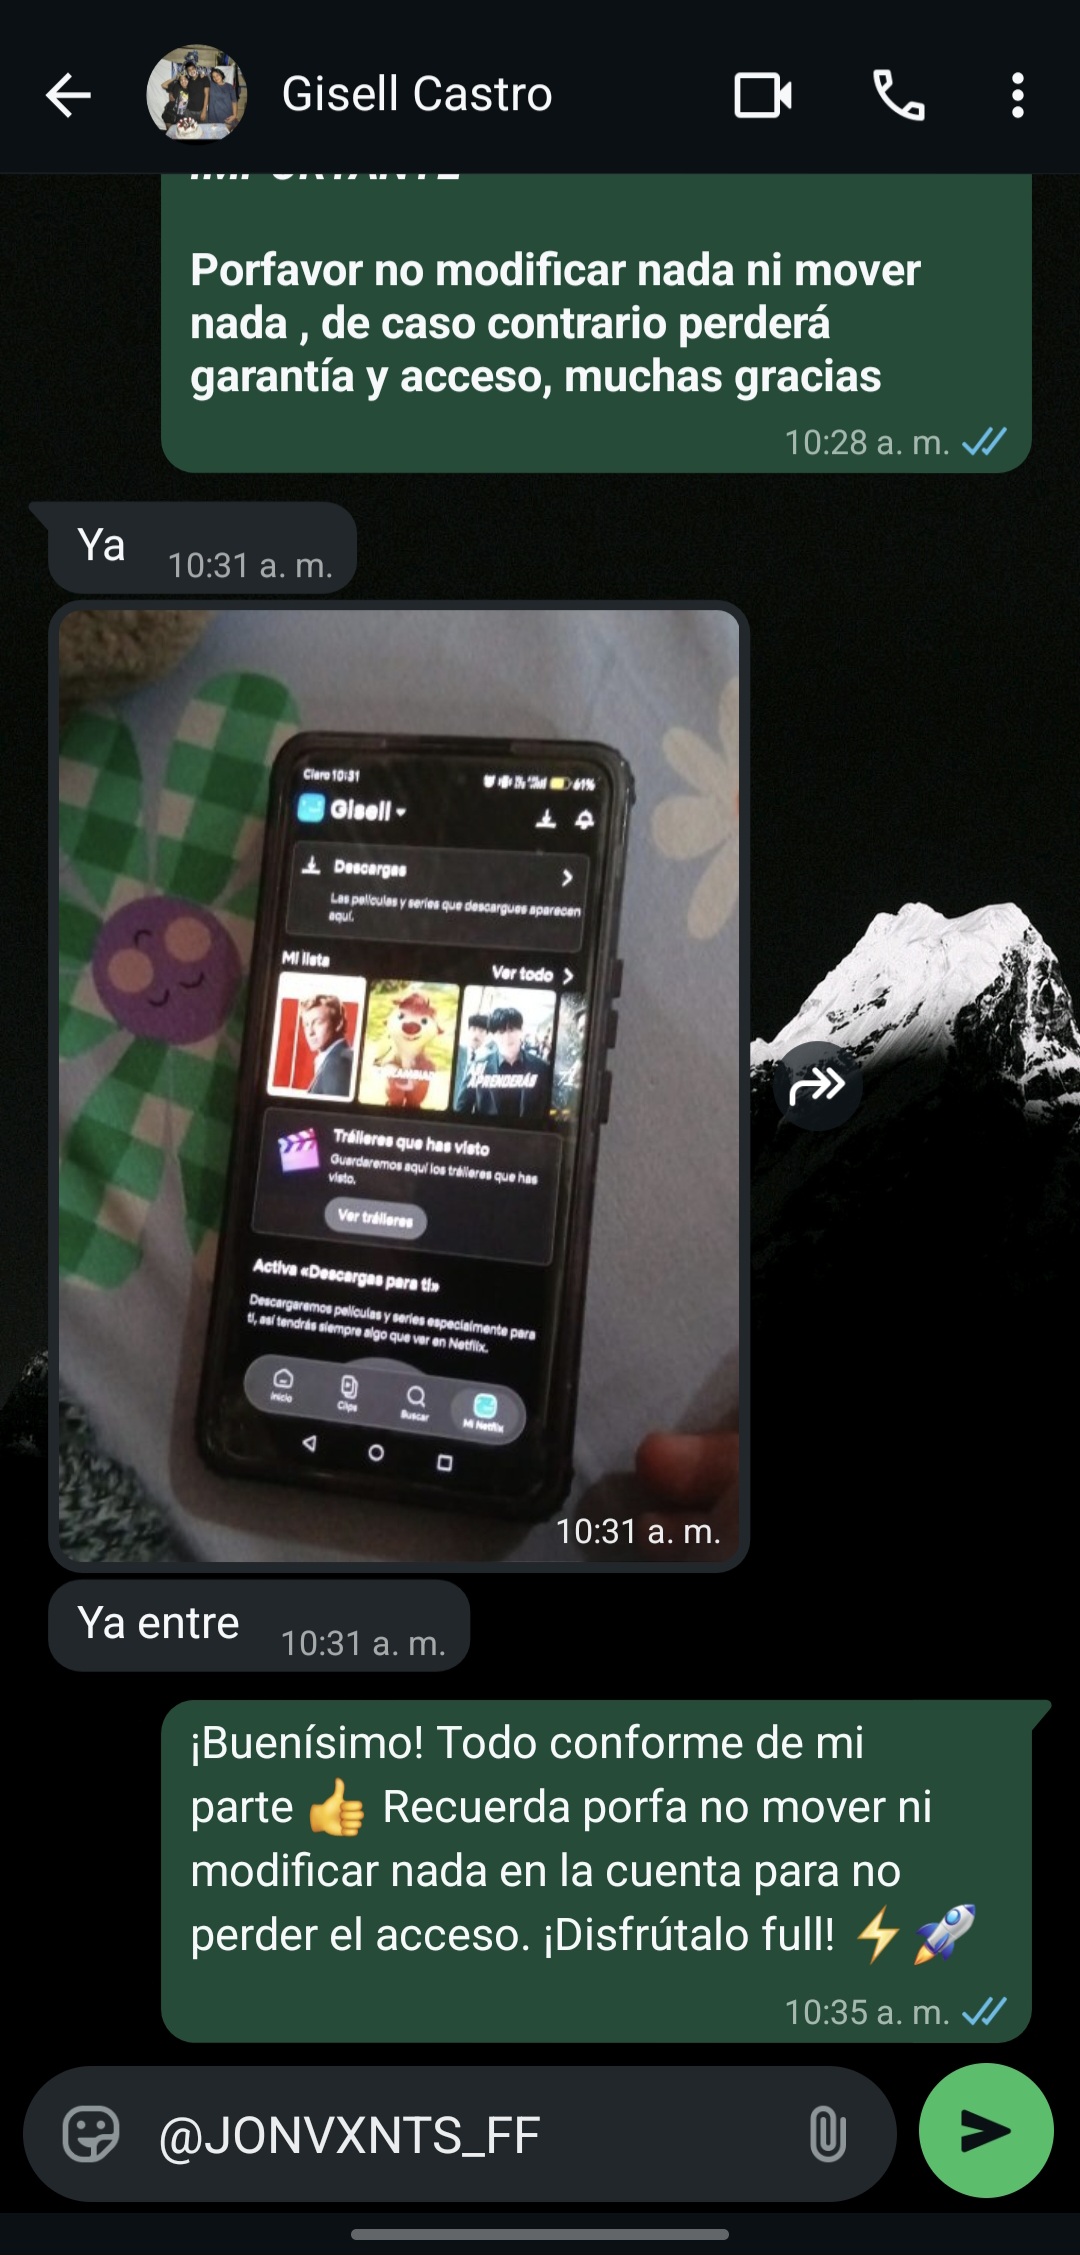 Gisell Castro
IMPORTANTE
Porfavor no modificar nada ni mover
nada , de caso contrario perderá
garantía y acceso, muchas gracias
10:28 a. m.
Ya
10:31 a. m.
Claro 10:31
61%
Gisell
Descargas
Las películas y series que descargues aparecen
aquí.
Mi lista
Ver todo
APRENDERÁS
Tráileres que has visto
Guardaremos aquí los tráileres que has
visto.
Ver tráileres
Activa «Descargas para ti»
Descargaremos películas y series especialmente para
ti, así tendrás siempre algo que ver en Netflix.
Inicio
Clips
Buscar
Mi Netflix
10:31 a. m.
Ya entre
10:31 a. m.
¡Buenísimo! Todo conforme de mi
parte 👍 Recuerda porfa no mover ni
modificar nada en la cuenta para no
perder el acceso. ¡Disfrútalo full! ⚡🚀
10:35 a. m.
@JONVXNTS_FF